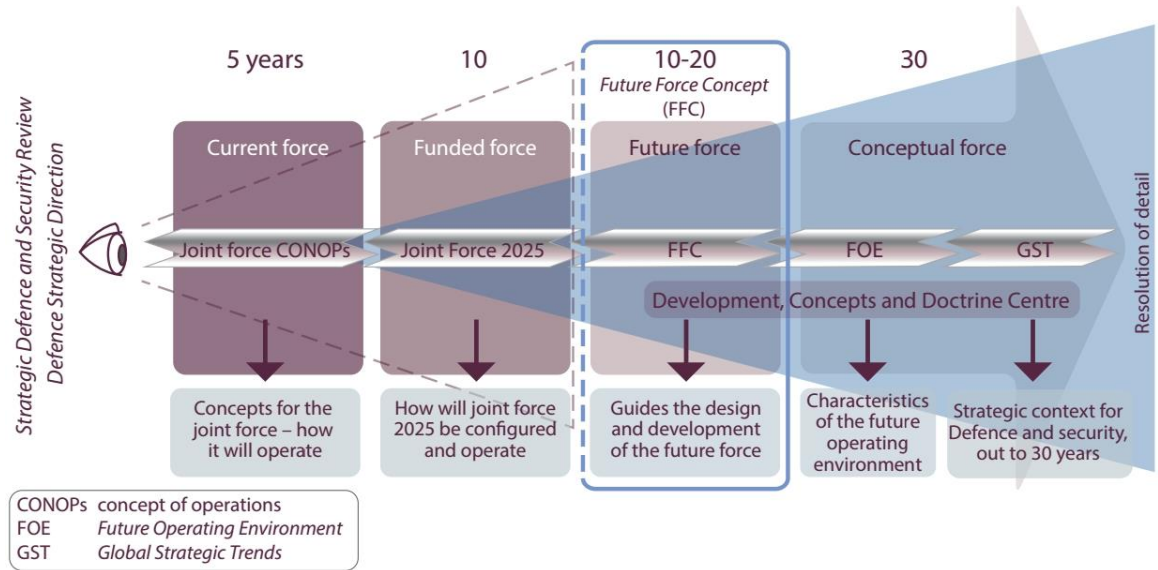 5 years
10
10-20
30
Future Force Concept
(FFC)
Current force
Funded force
Future force
Conceptual force
Strategic Defence and Security Review
Defence Strategic Direction
Joint force CONOPs
Joint Force 2025
FFC
FOE
GST
Resolution of detail
Development, Concepts and Doctrine Centre
Concepts for the
joint force – how
it will operate
How will joint force
2025 be configured
and operate
Guides the design
and development
of the future force
Characteristics
of the future
operating
environment
Strategic context for
Defence and security,
out to 30 years
CONOPs concept of operations
FOE Future Operating Environment
GST Global Strategic Trends